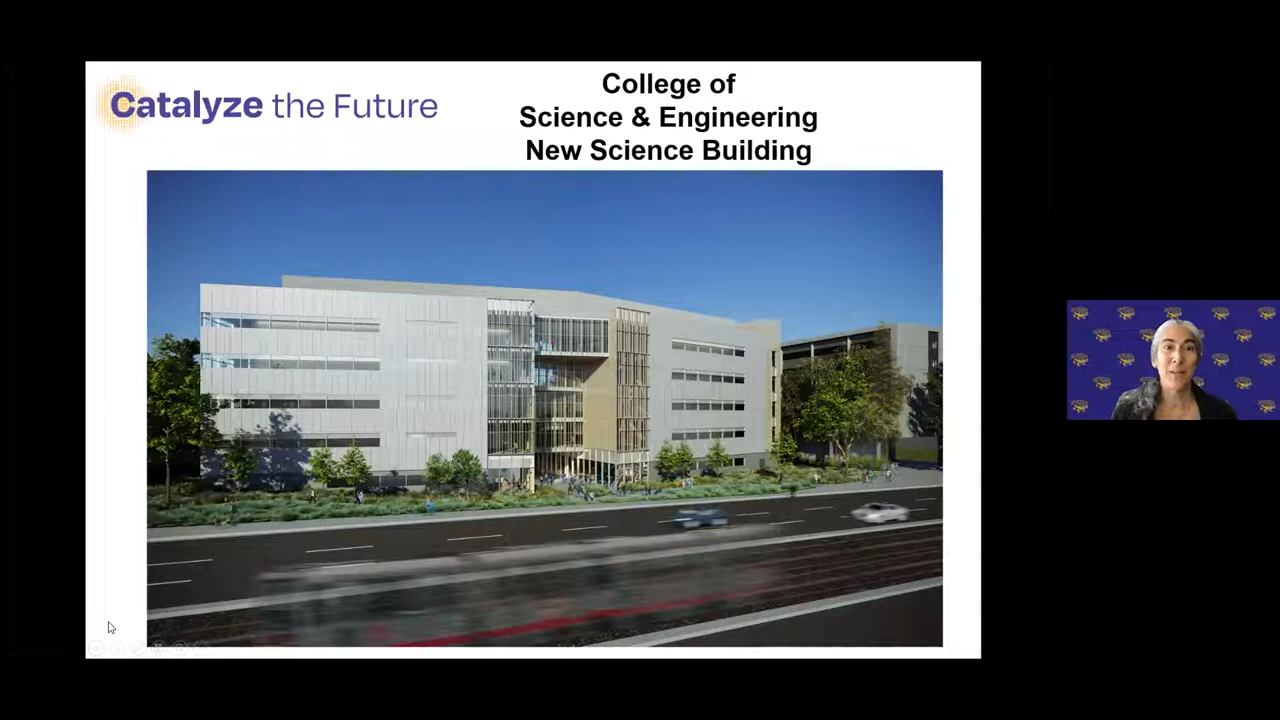 Catalyze the Future
College of
Science & Engineering
New Science Building